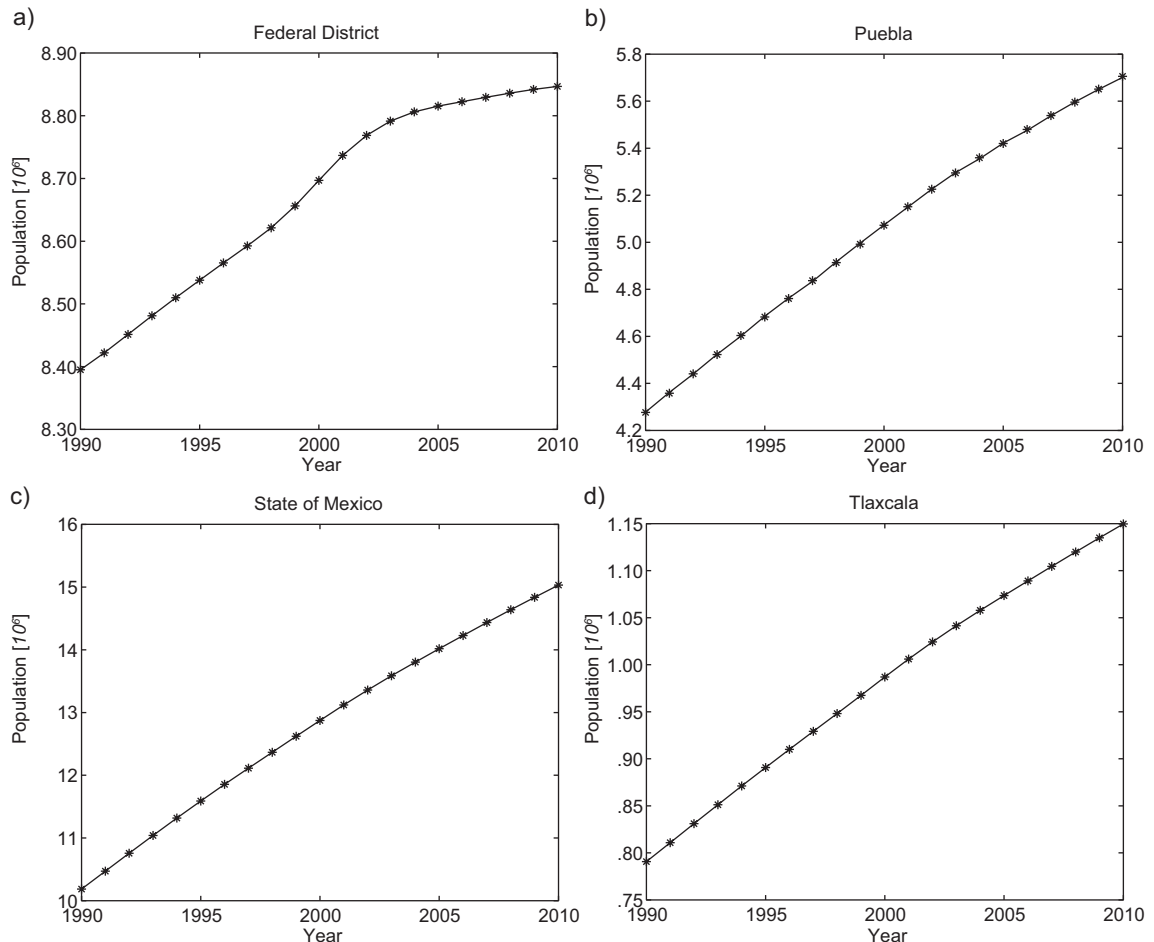 a)
Federal District
8.90
8.80
8.70
8.60
8.50
8.40
8.30
Population [10⁶]
1990 1995 2000 2005 2010
Year
b)
Puebla
5.8
5.6
5.4
5.2
5.0
4.8
4.6
4.4
4.2
Population [10⁶]
1990 1995 2000 2005 2010
Year
c)
State of Mexico
16
15
14
13
12
11
10
Population [10⁶]
1990 1995 2000 2005 2010
Year
d)
Tlaxcala
1.15
1.10
1.05
1.00
.95
.90
.85
.80
.75
Population [10⁶]
1990 1995 2000 2005 2010
Year